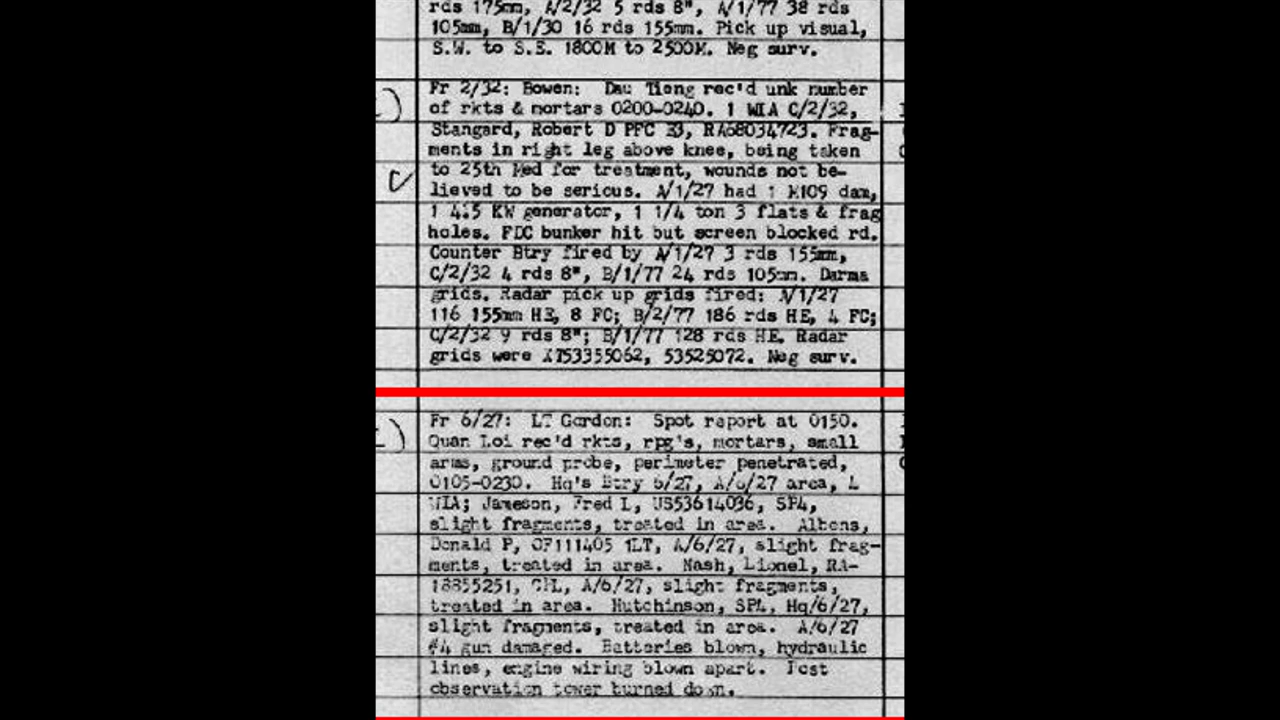 rds 175mm, A/2/32 5 rds 8", A/1/77 38 rds
105mm, B/1/30 16 rds 155mm. Pick up visual,
S.W. to S.E. 1800M to 2500M. Neg surv.
Fr 2/32: Bowen: Dau Tieng rec'd unk number
of rkts & mortars 0200-0240. 1 WIA C/2/32,
Stangard, Robert D PFC E3, RA68034723. Frag-
ments in right leg above knee, being taken
to 25th Med for treatment, wounds not be-
lieved to be serious. A/1/27 had 1 M109 dam,
1 4.5 KW generator, 1 1/4 ton 3 flats & frag
holes. FDC bunker hit but screen blocked rd.
Counter Btry fired by A/1/27 3 rds 155mm,
C/2/32 4 rds 8", B/1/77 24 rds 105mm. Darma
grids. Radar pick up grids fired: A/1/27
116 155mm HE, 8 FC; B/2/77 186 rds HE, 4 FC;
C/2/32 9 rds 8"; B/1/77 128 rds HE. Radar
grids were XT53355062, 53525072. Neg surv.
Fr 6/27: LT Gordon: Spot report at 0150.
Quan Loi rec'd rkts, rpg's, mortars, small
arms, ground probe, perimeter penetrated,
0105-0230. Hq's Btry 6/27, A/6/27 area, 4
WIA; Jameson, Fred L, US53614036, SP4,
slight fragments, treated in area. Albens,
Donald P, OF111405 1LT, A/6/27, slight frag-
ments, treated in area. Nash, Lionel, RA-
18855251, A/6/27, slight fragments,
treated in area. Hutchinson, SP4, Hq/6/27,
slight fragments, treated in area. A/6/27
#4 gun damaged. Batteries blown, hydraulic
lines, engine wiring blown apart. Post
observation tower turned down.